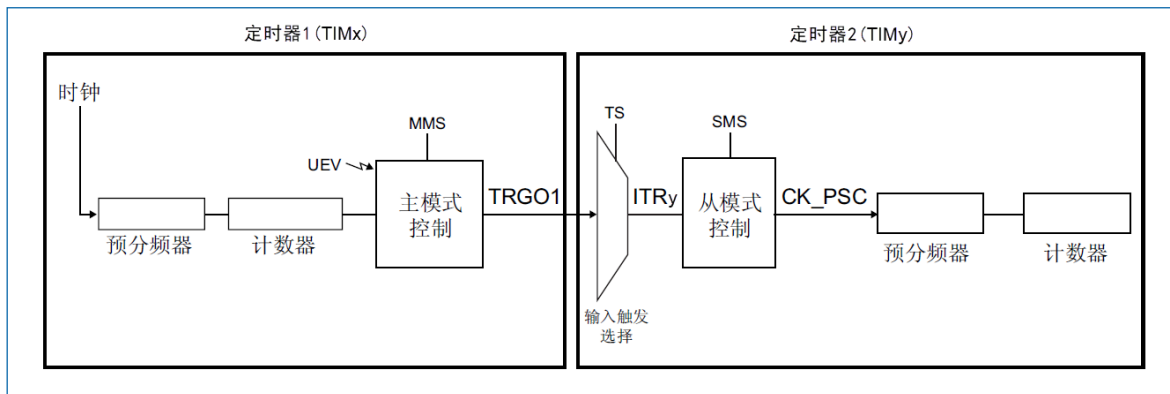 定时器1(TIMx)
定时器2(TIMy)
时钟
MMS
UEV
主模式
控制
TRGO1
预分频器
计数器
TS
SMS
ITRy
从模式
控制
CK_PSC
预分频器
计数器
输入触发
选择